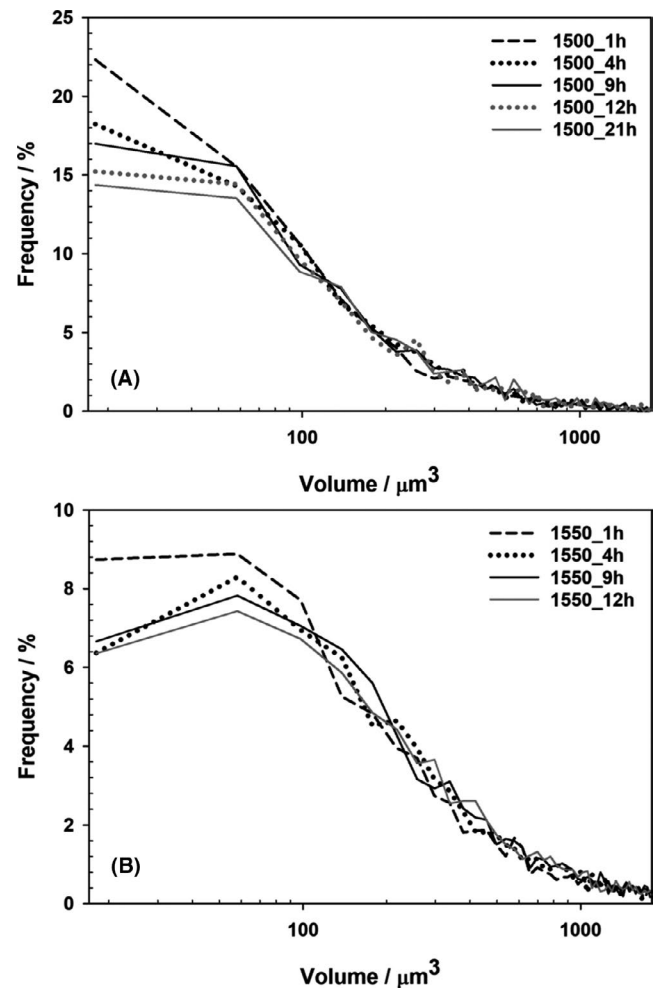 25
20
15
10
5
0
Frequency / %
1500_1h
1500_4h
1500_9h
1500_12h
1500_21h
(A)
100
1000
Volume / μm³
10
8
6
4
2
0
Frequency / %
1550_1h
1550_4h
1550_9h
1550_12h
(B)
100
1000
Volume / μm³